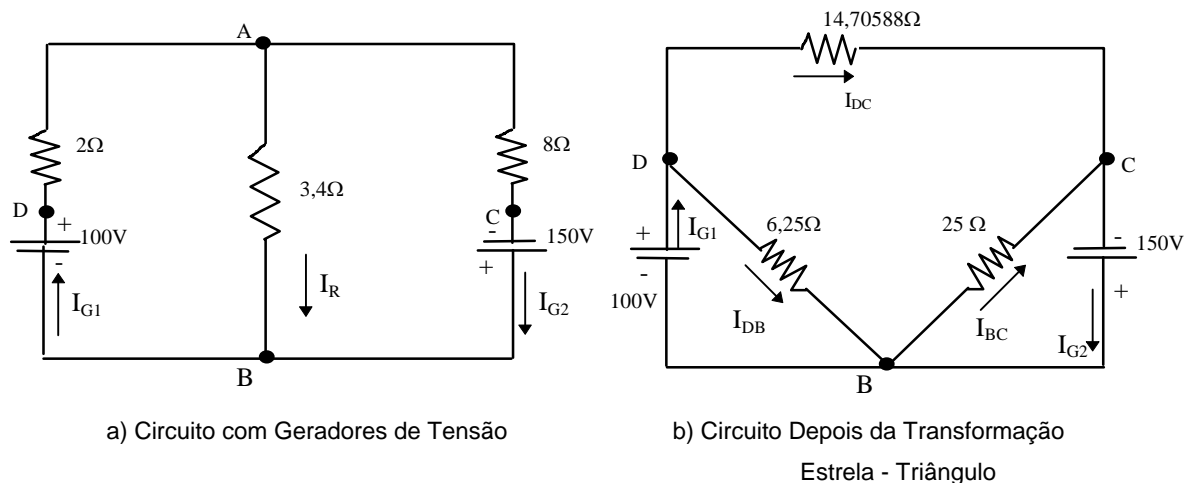 A
2Ω
3,4Ω
8Ω
D
+
100V
-
I_G1
I_R
C
-
150V
+
I_G2
B
a) Circuito com Geradores de Tensão
14,70588Ω
I_DC
D
C
+
I_G1
6,25Ω
25 Ω
-
150V
-
100V
I_DB
I_BC
+
I_G2
B
b) Circuito Depois da Transformação
Estrela - Triângulo